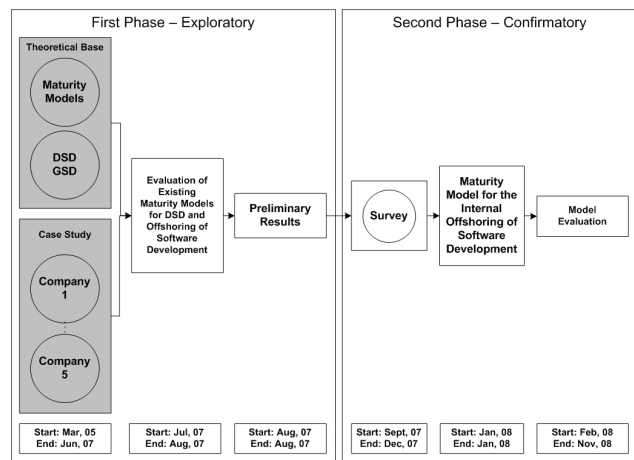 First Phase – Exploratory
Theoretical Base
Maturity
Models
DSD
GSD
Case Study
Company
1
Company
5
Evaluation of
Existing
Maturity Models
for DSD and
Offshoring of
Software
Development
Preliminary
Results
Start: Mar, 05
End: Jun, 07
Start: Jul, 07
End: Aug, 07
Start: Aug, 07
End: Aug, 07
Second Phase – Confirmatory
Survey
Maturity
Model for the
Internal
Offshoring of
Software
Development
Model
Evaluation
Start: Sept, 07
End: Dec, 07
Start: Jan, 08
End: Jan, 08
Start: Feb, 08
End: Nov, 08